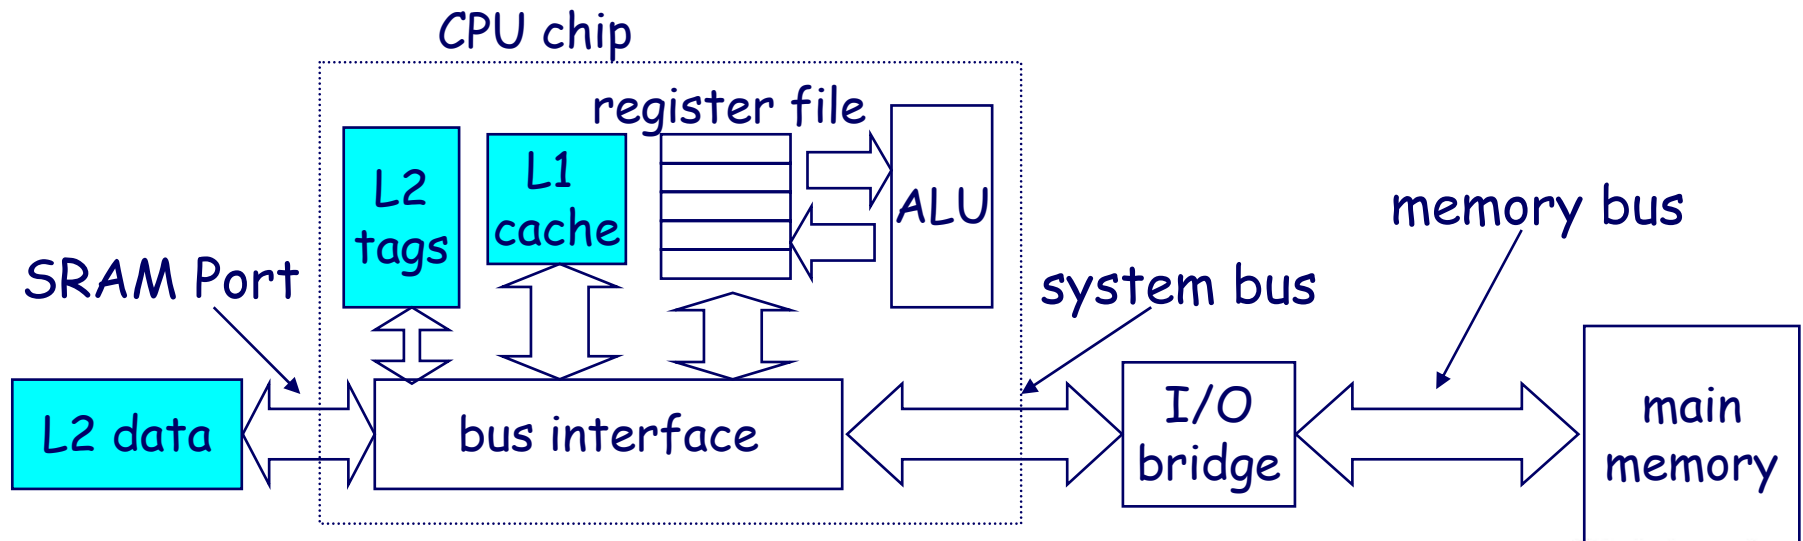 CPU chip
register file
L2
tags
L1
cache
ALU
memory bus
SRAM Port
system bus
L2 data
bus interface
I/O
bridge
main
memory